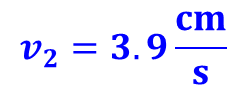 v₂ = 3.9 cm/s